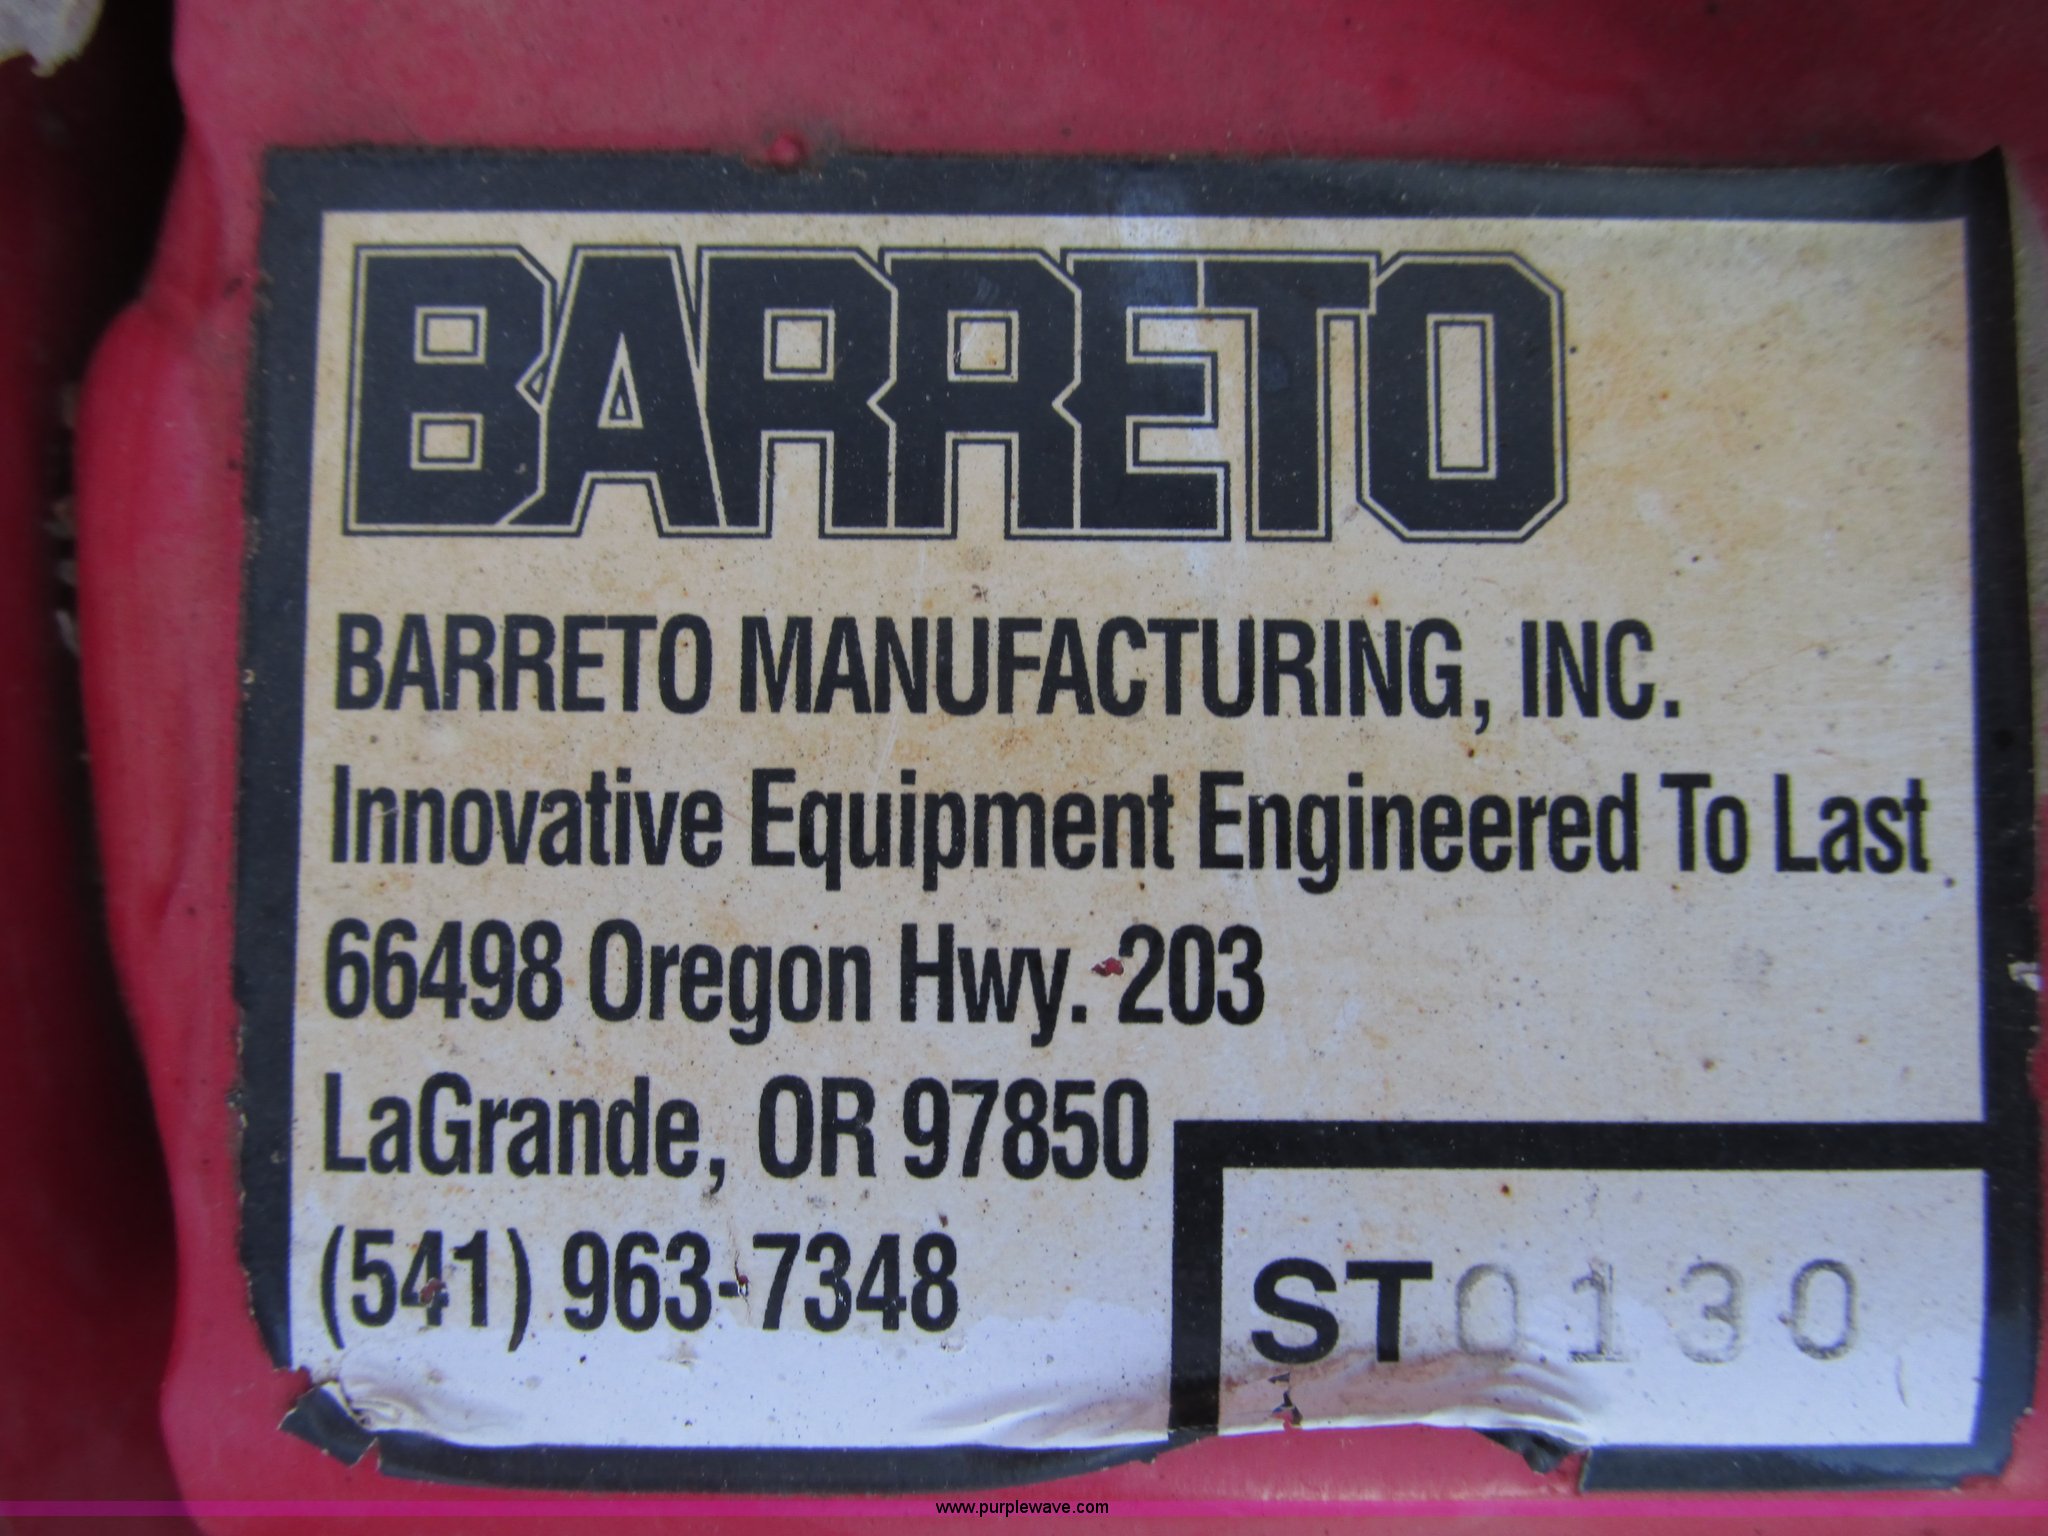 BARRETO
BARRETO MANUFACTURING, INC.
Innovative Equipment Engineered To Last
66498 Oregon Hwy. 203
LaGrande, OR 97850
(541) 963-7348
ST0130
www.purplewave.com